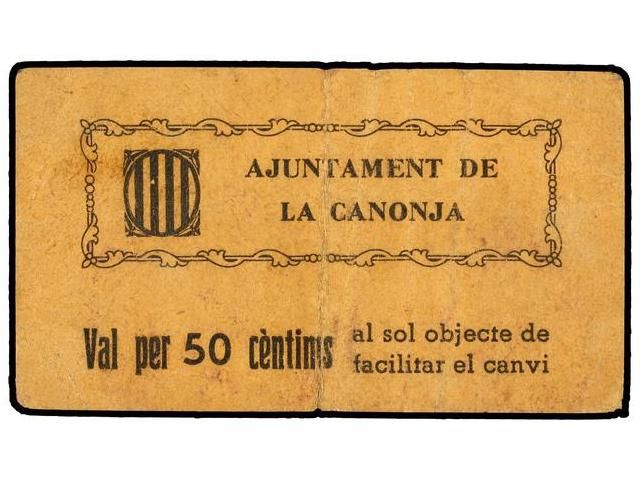 AJUNTAMENT DE
LA CANONJA
Val per 50 cèntims
al sol objecte de
facilitar el canvi